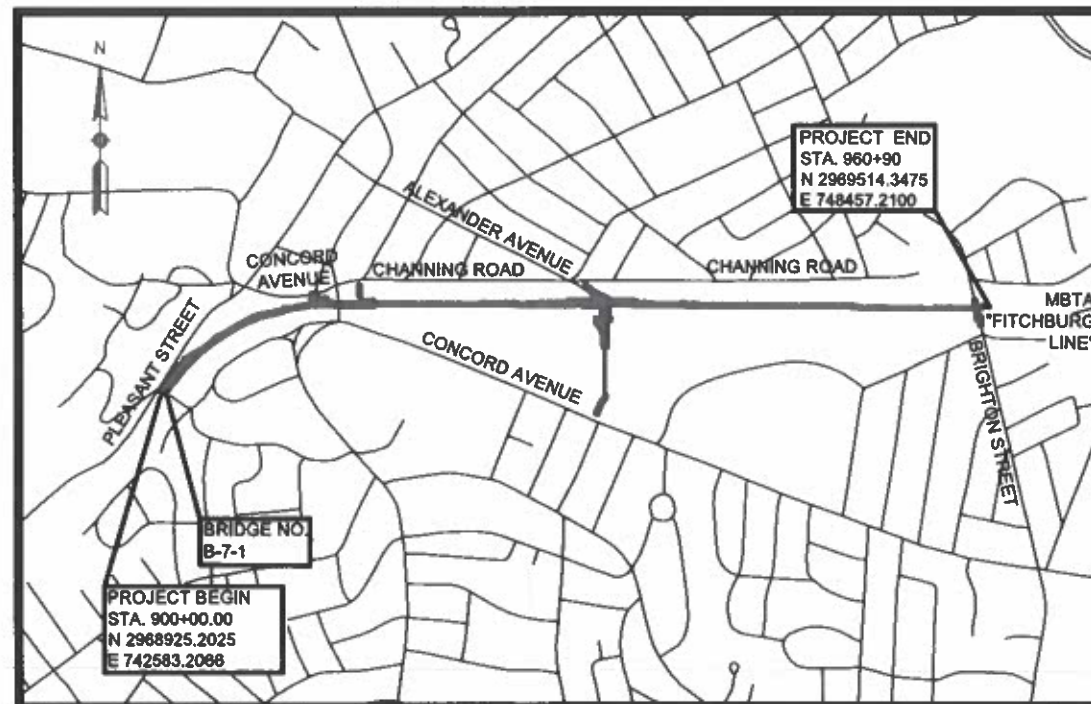 N
PROJECT END
STA. 960+90
N 2969514.3475
E 748457.2100
ALEXANDER AVENUE
CONCORD
AVENUE
CHANNING ROAD
CHANNING ROAD
MBTA
"FITCHBURG
LINE"
PLEASANT STREET
CONCORD AVENUE
BRIGHTON STREET
BRIDGE NO.
B-7-1
PROJECT BEGIN
STA. 900+00.00
N 2968925.2025
E 742583.2066